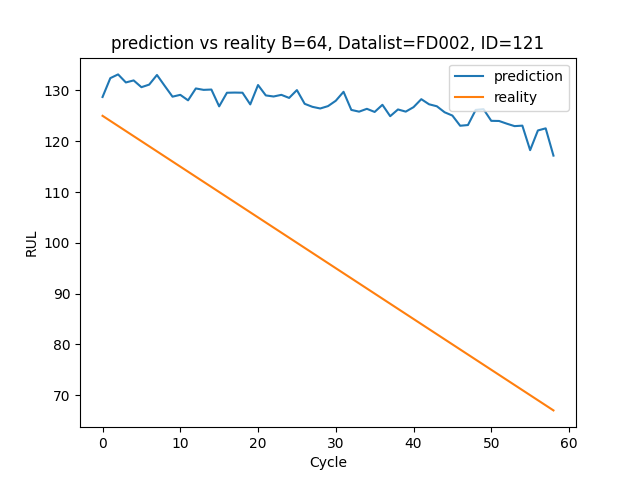 prediction vs reality B=64, Datalist=FD002, ID=121
prediction
reality
RUL
130
120
110
100
90
80
70
0 10 20 30 40 50 60
Cycle